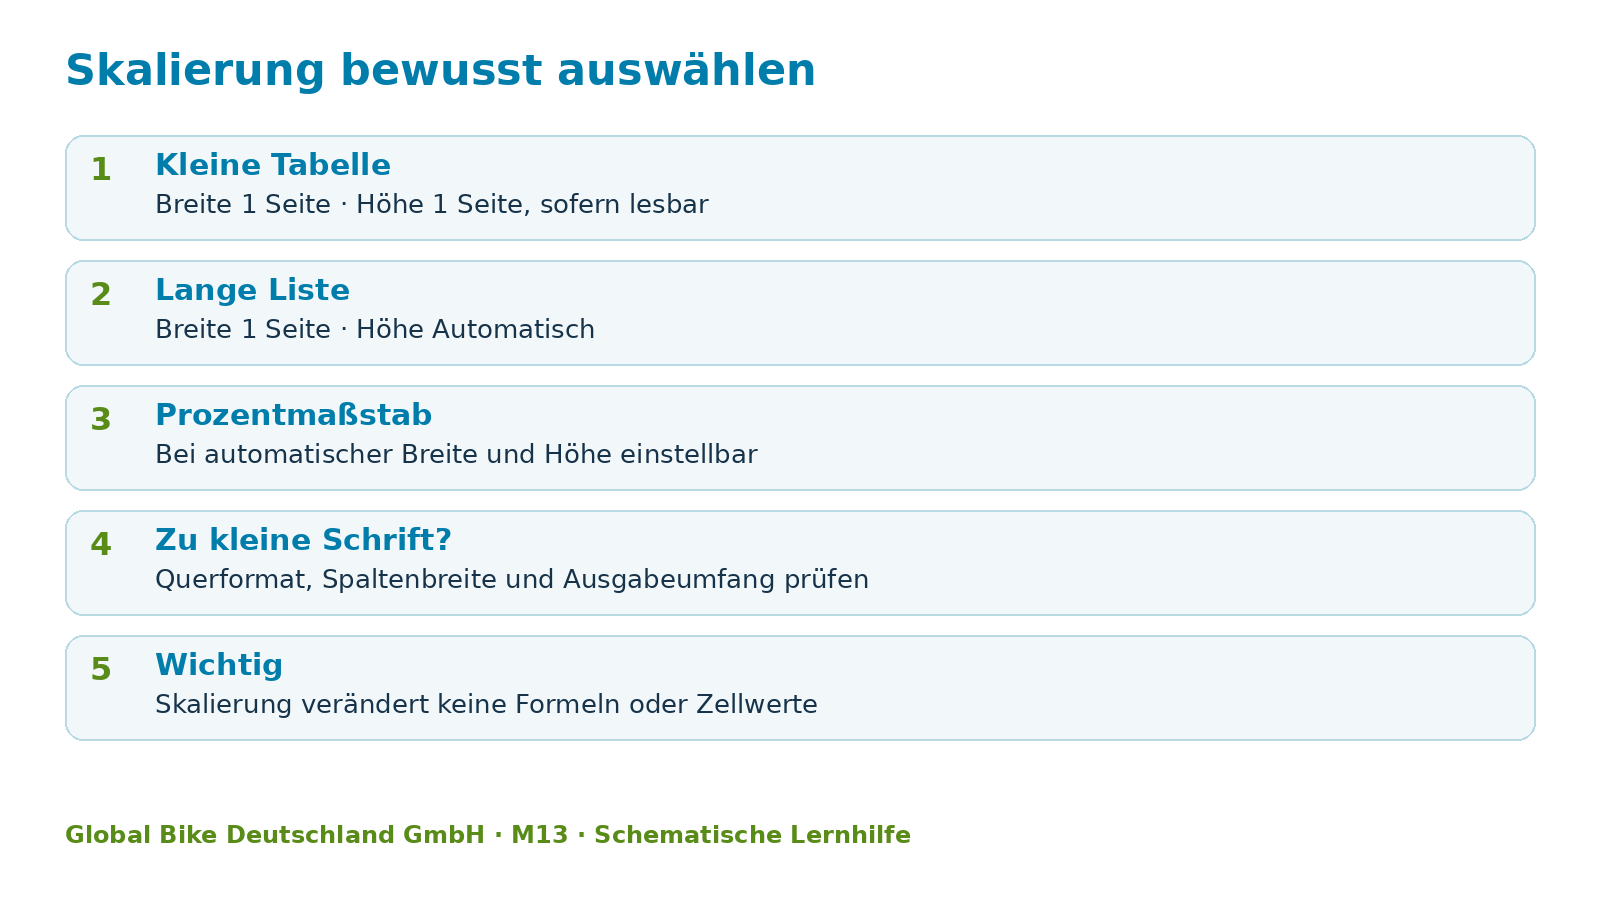 Skalierung bewusst auswählen
1 Kleine Tabelle
Breite 1 Seite · Höhe 1 Seite, sofern lesbar
2 Lange Liste
Breite 1 Seite · Höhe Automatisch
3 Prozentmaßstab
Bei automatischer Breite und Höhe einstellbar
4 Zu kleine Schrift?
Querformat, Spaltenbreite und Ausgabeumfang prüfen
5 Wichtig
Skalierung verändert keine Formeln oder Zellwerte
Global Bike Deutschland GmbH · M13 · Schematische Lernhilfe